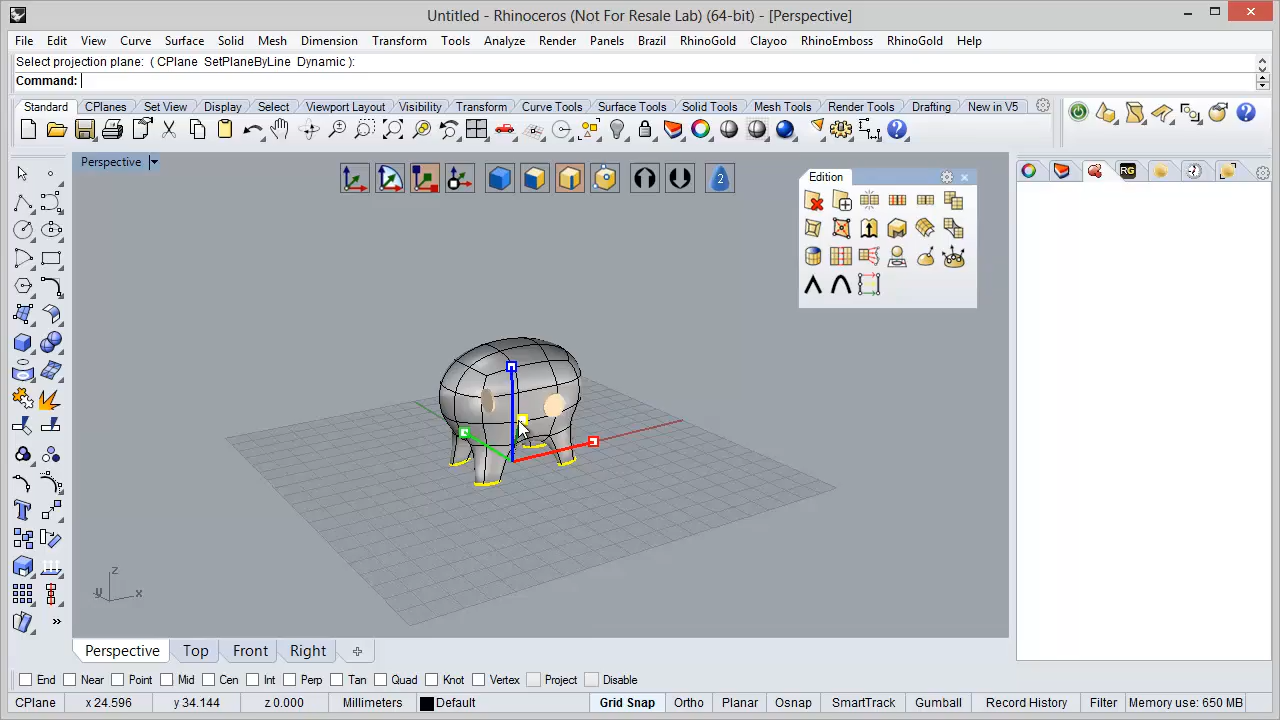 Untitled - Rhinoceros (Not For Resale Lab) (64-bit) - [Perspective]
File Edit View Curve Surface Solid Mesh Dimension Transform Tools Analyze Render Panels Brazil RhinoGold Clayoo RhinoEmboss RhinoGold Help
Select projection plane: ( CPlane SetPlaneByLine Dynamic ):
Command:
Standard CPlanes Set View Display Select Viewport Layout Visibility Transform Curve Tools Surface Tools Solid Tools Mesh Tools Render Tools Drafting New in V5
Perspective
Edition
2
RG
z
y x
Perspective Top Front Right
End Near Point Mid Cen Int Perp Tan Quad Knot Vertex Project Disable
CPlane x 24.596 y 34.144 z 0.000 Millimeters Default Grid Snap Ortho Planar Osnap SmartTrack Gumball Record History Filter Memory use: 650 MB